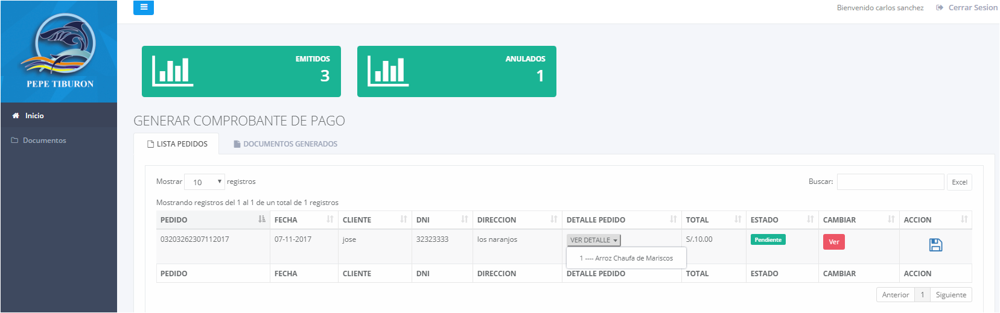 Bienvenido carlos sanchez Cerrar Sesion
PEPE TIBURON
Inicio
Documentos
EMITIDOS
3
ANULADOS
1
GENERAR COMPROBANTE DE PAGO
LISTA PEDIDOS DOCUMENTOS GENERADOS
Mostrar 10 registros Buscar: Excel
Mostrando registros del 1 al 1 de un total de 1 registros
PEDIDO FECHA CLIENTE DNI DIRECCION DETALLE PEDIDO TOTAL ESTADO CAMBIAR ACCION
03203262307112017 07-11-2017 jose 32323333 los naranjos VER DETALLE S/.10.00 Pendiente Ver
1 ---- Arroz Chaufa de Mariscos
PEDIDO FECHA CLIENTE DNI DIRECCION DETALLE PEDIDO TOTAL ESTADO CAMBIAR ACCION
Anterior 1 Siguiente